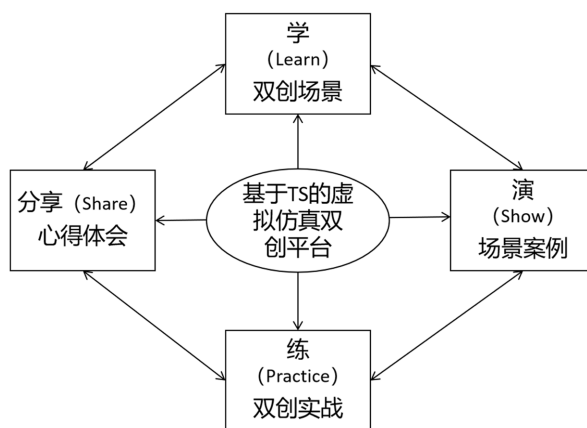 学
（Learn）
双创场景
分享（Share）
心得体会
基于TS的虚
拟仿真双
创平台
演
（Show）
场景案例
练
（Practice）
双创实战